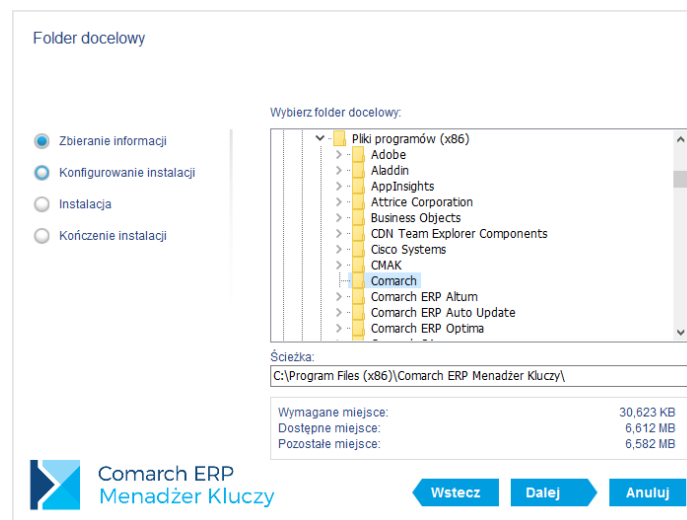 Folder docelowy
Zbieranie informacji
Konfigurowanie instalacji
Instalacja
Kończenie instalacji
Wybierz folder docelowy:
Pliki programów (x86)
Adobe
Aladdin
AppInsights
Attrice Corporation
Business Objects
CDN Team Explorer Components
Cisco Systems
CMAK
Comarch
Comarch ERP Altum
Comarch ERP Auto Update
Comarch ERP Optima
Ścieżka:
C:\Program Files (x86)\Comarch ERP Menadżer Kluczy\
Wymagane miejsce: 30,623 KB
Dostępne miejsce: 6,612 MB
Pozostałe miejsce: 6,582 MB
Comarch ERP
Menadżer Kluczy
Wstecz Dalej Anuluj